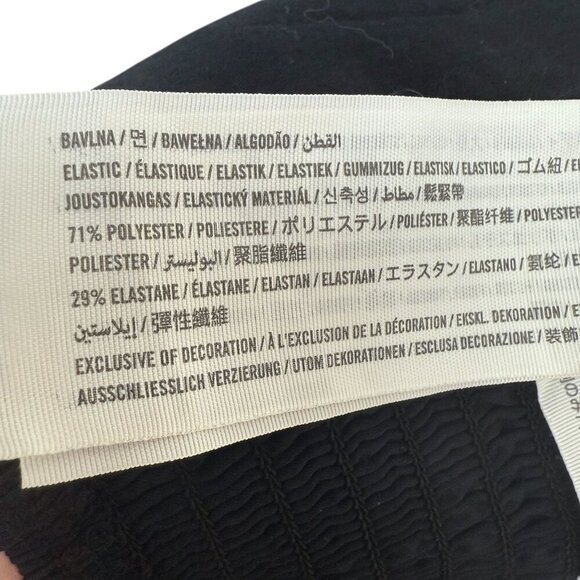 BAVLNA / 면 / BAWEŁNA / ALGODÃO / القطن
ELASTIC / ÉLASTIQUE / ELASTIK / ELASTIEK / GUMMIZUG / ELASTISK / ELASTICO / ゴム紐 /
JOUSTOKANGAS / ELASTICKÝ MATERIÁL / 신축성 / مطاط / 鬆緊帶
71% POLYESTER / POLIESTERE / ポリエステル / POLIÉSTER / 聚酯纤维 / POLYESTER
POLIESTER / البوليستر / 聚脂纖維
29% ELASTANE / ÉLASTANE / ELASTAN / ELASTAAN / エラスタン / ELASTANO / 氨纶 /
إيلاستين / 彈性纖維
EXCLUSIVE OF DECORATION / À L'EXCLUSION DE LA DÉCORATION / EKSKL. DEKORATION /
AUSSCHLIESSLICH VERZIERUNG / UTOM DEKORATIONEN / ESCLUSA DECORAZIONE / 装飾